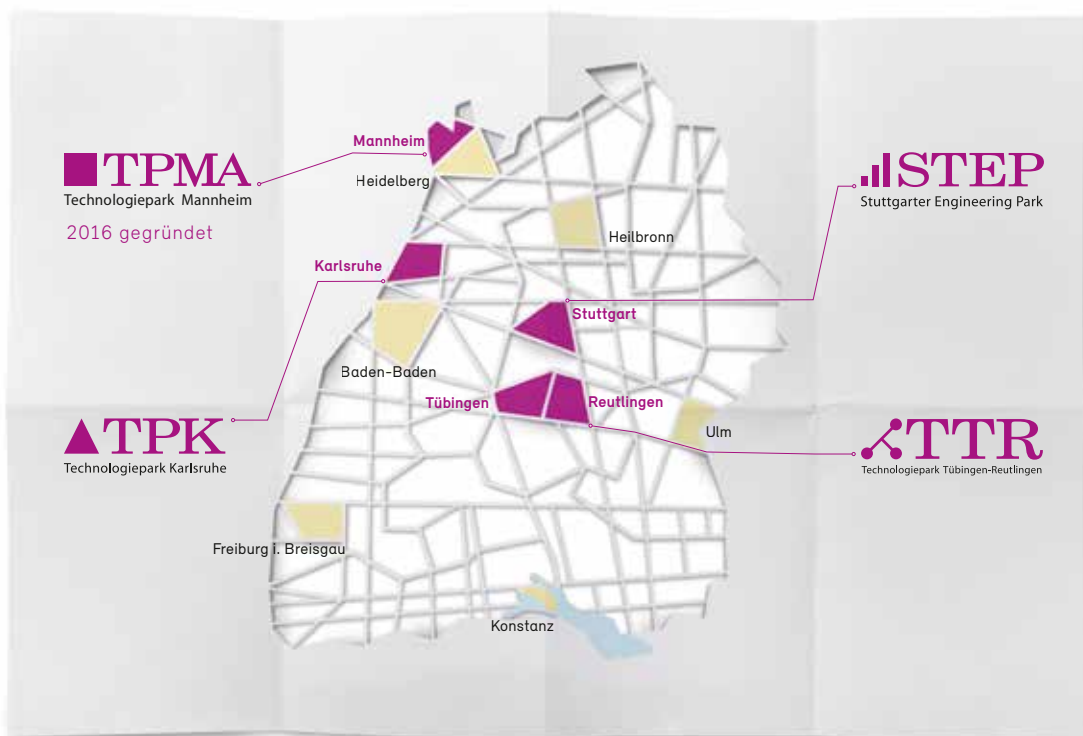 TPMA
Technologiepark Mannheim
2016 gegründet
TPK
Technologiepark Karlsruhe
Mannheim
Heidelberg
Heilbronn
Karlsruhe
Stuttgart
Baden-Baden
Tübingen
Reutlingen
Ulm
Freiburg i. Breisgau
Konstanz
STEP
Stuttgarter Engineering Park
TTR
Technologiepark Tübingen-Reutlingen